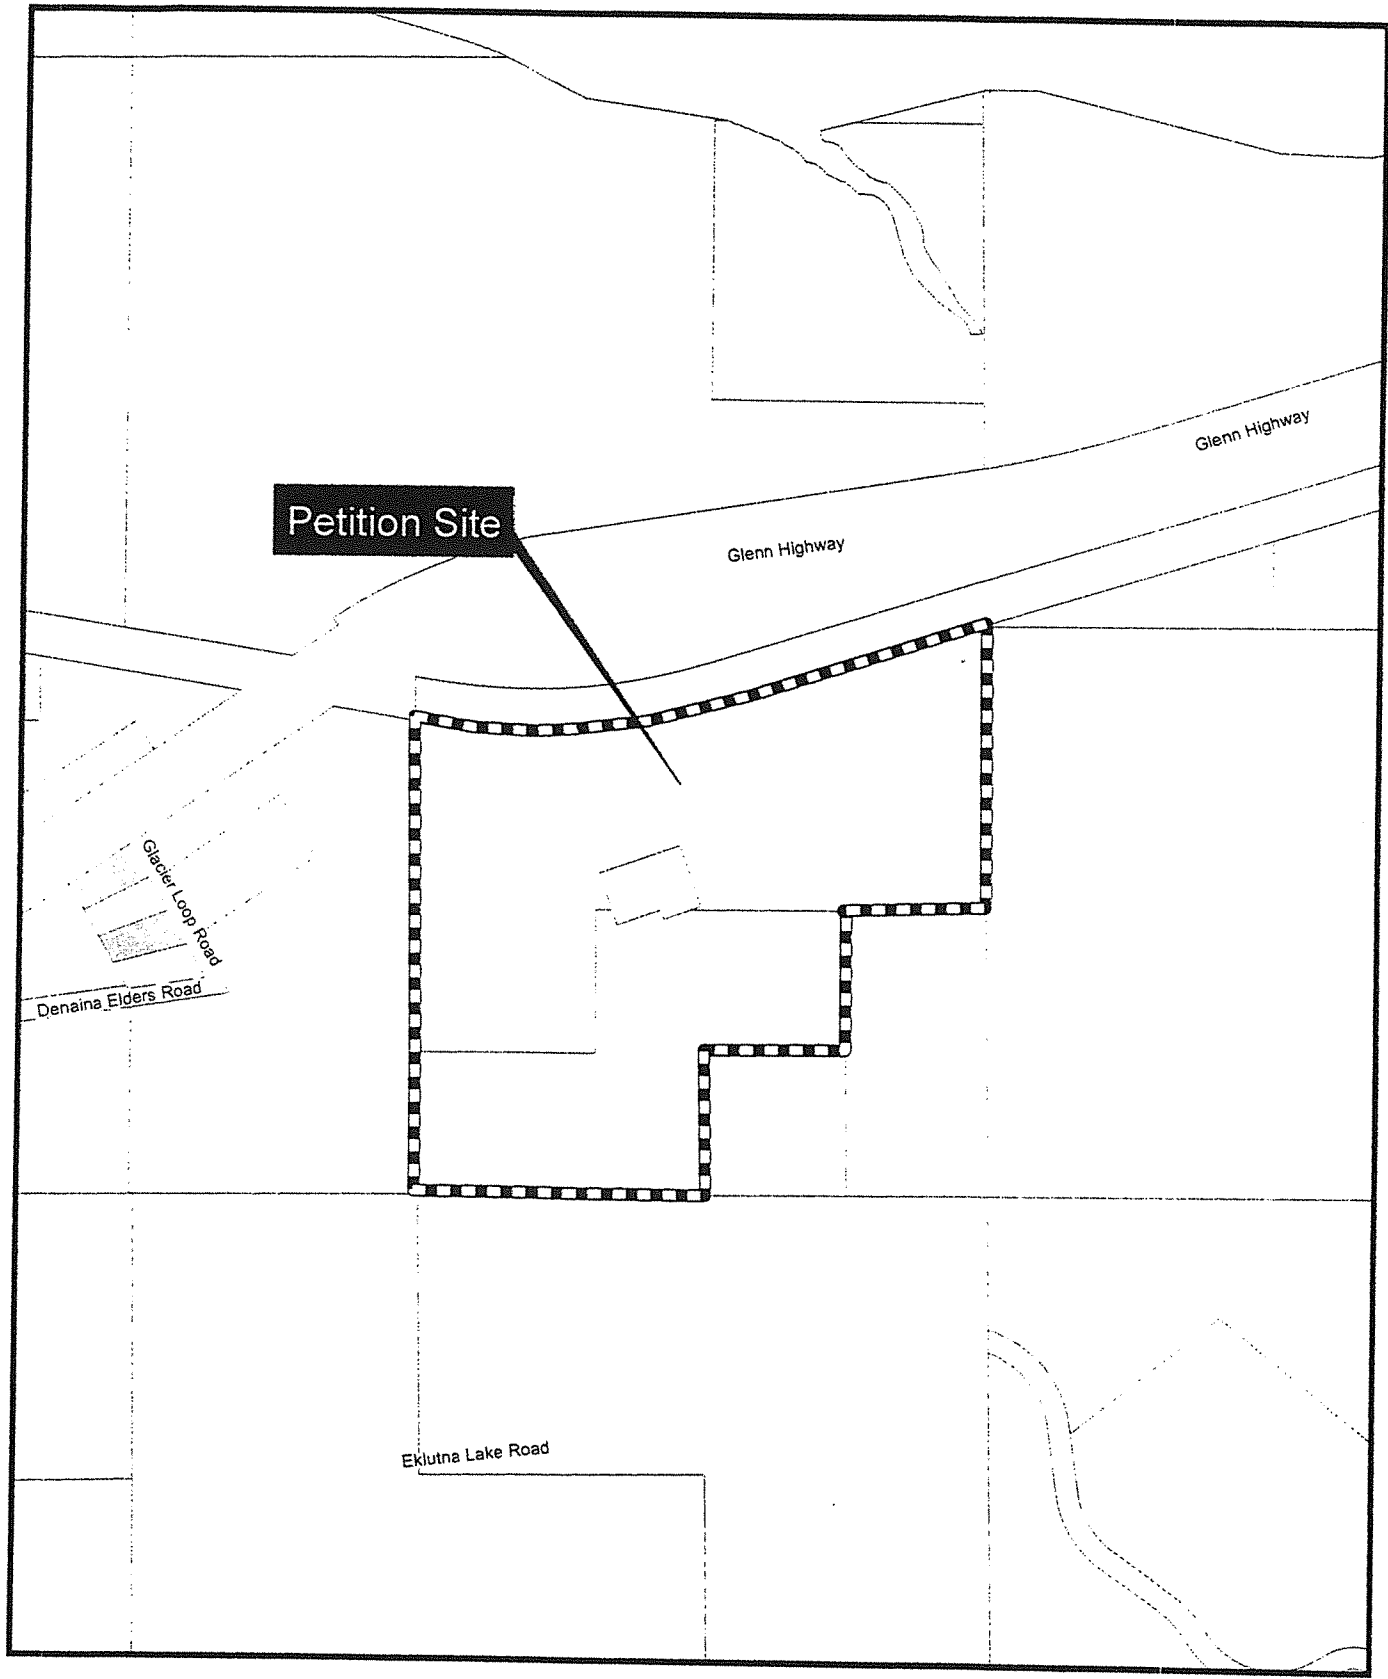 Glenn Highway
Petition Site
Glenn Highway
Glacier Loop Road
Denaina Elders Road
Eklutna Lake Road